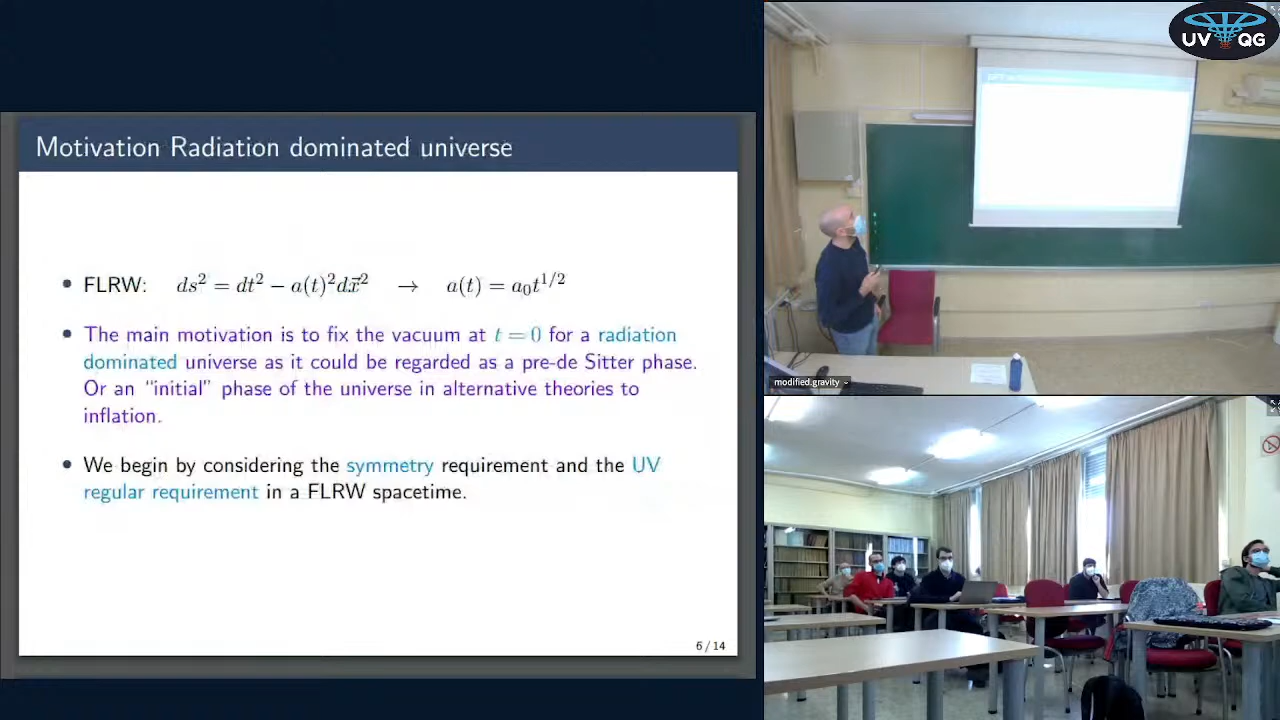 Motivation Radiation dominated universe
• FLRW: ds² = dt² − a(t)²dx⃗² → a(t) = a₀t^{1/2}
• The main motivation is to fix the vacuum at t = 0 for a radiation
dominated universe as it could be regarded as a pre-de Sitter phase.
Or an “initial” phase of the universe in alternative theories to
inflation.
• We begin by considering the symmetry requirement and the UV
regular requirement in a FLRW spacetime.
6 / 14
UV QG
modified.gravity